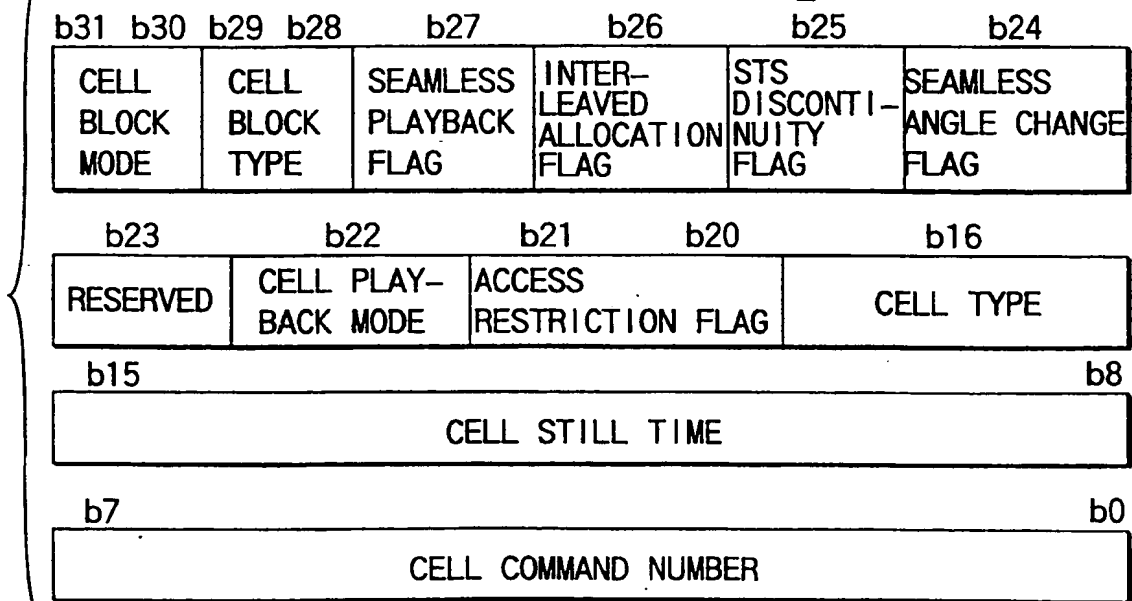 b31 b30 b29 b28 b27 b26 b25 b24
CELL BLOCK MODE
CELL BLOCK TYPE
SEAMLESS PLAYBACK FLAG
INTER-LEAVED ALLOCATION FLAG
STS DISCONTI-NUITY FLAG
SEAMLESS ANGLE CHANGE FLAG
b23 b22 b21 b20 b16
RESERVED
CELL PLAY-BACK MODE
ACCESS RESTRICTION FLAG
CELL TYPE
b15 b8
CELL STILL TIME
b7 b0
CELL COMMAND NUMBER